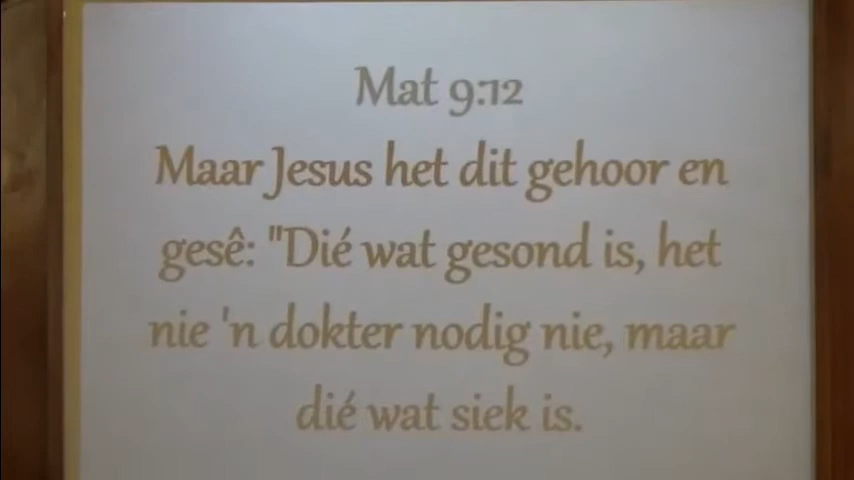 Mat 9:12
Maar Jesus het dit gehoor en
gesê: "Dié wat gesond is, het
nie 'n dokter nodig nie, maar
dié wat siek is.